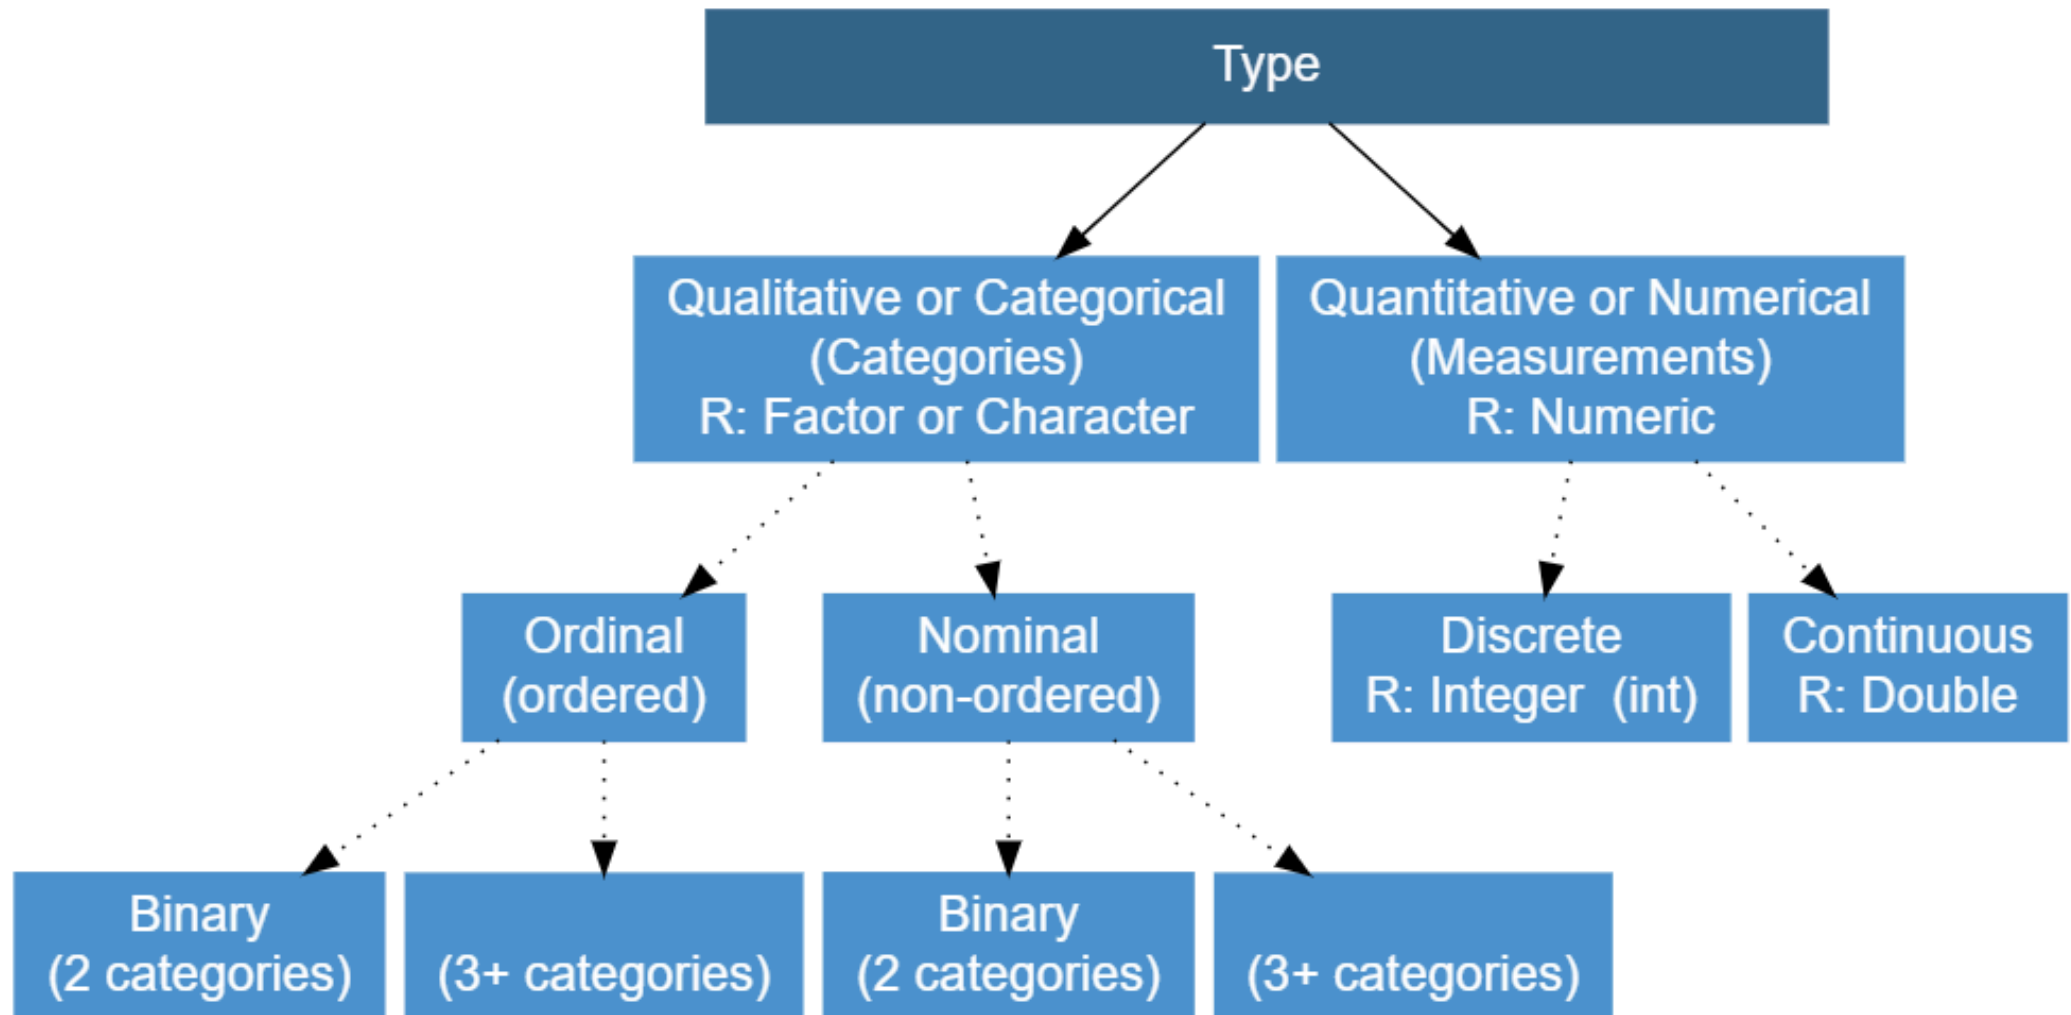 Type
Qualitative or Categorical
(Categories)
R: Factor or Character
Quantitative or Numerical
(Measurements)
R: Numeric
Ordinal
(ordered)
Nominal
(non-ordered)
Discrete
R: Integer  (int)
Continuous
R: Double
Binary
(2 categories)
(3+ categories)
Binary
(2 categories)
(3+ categories)